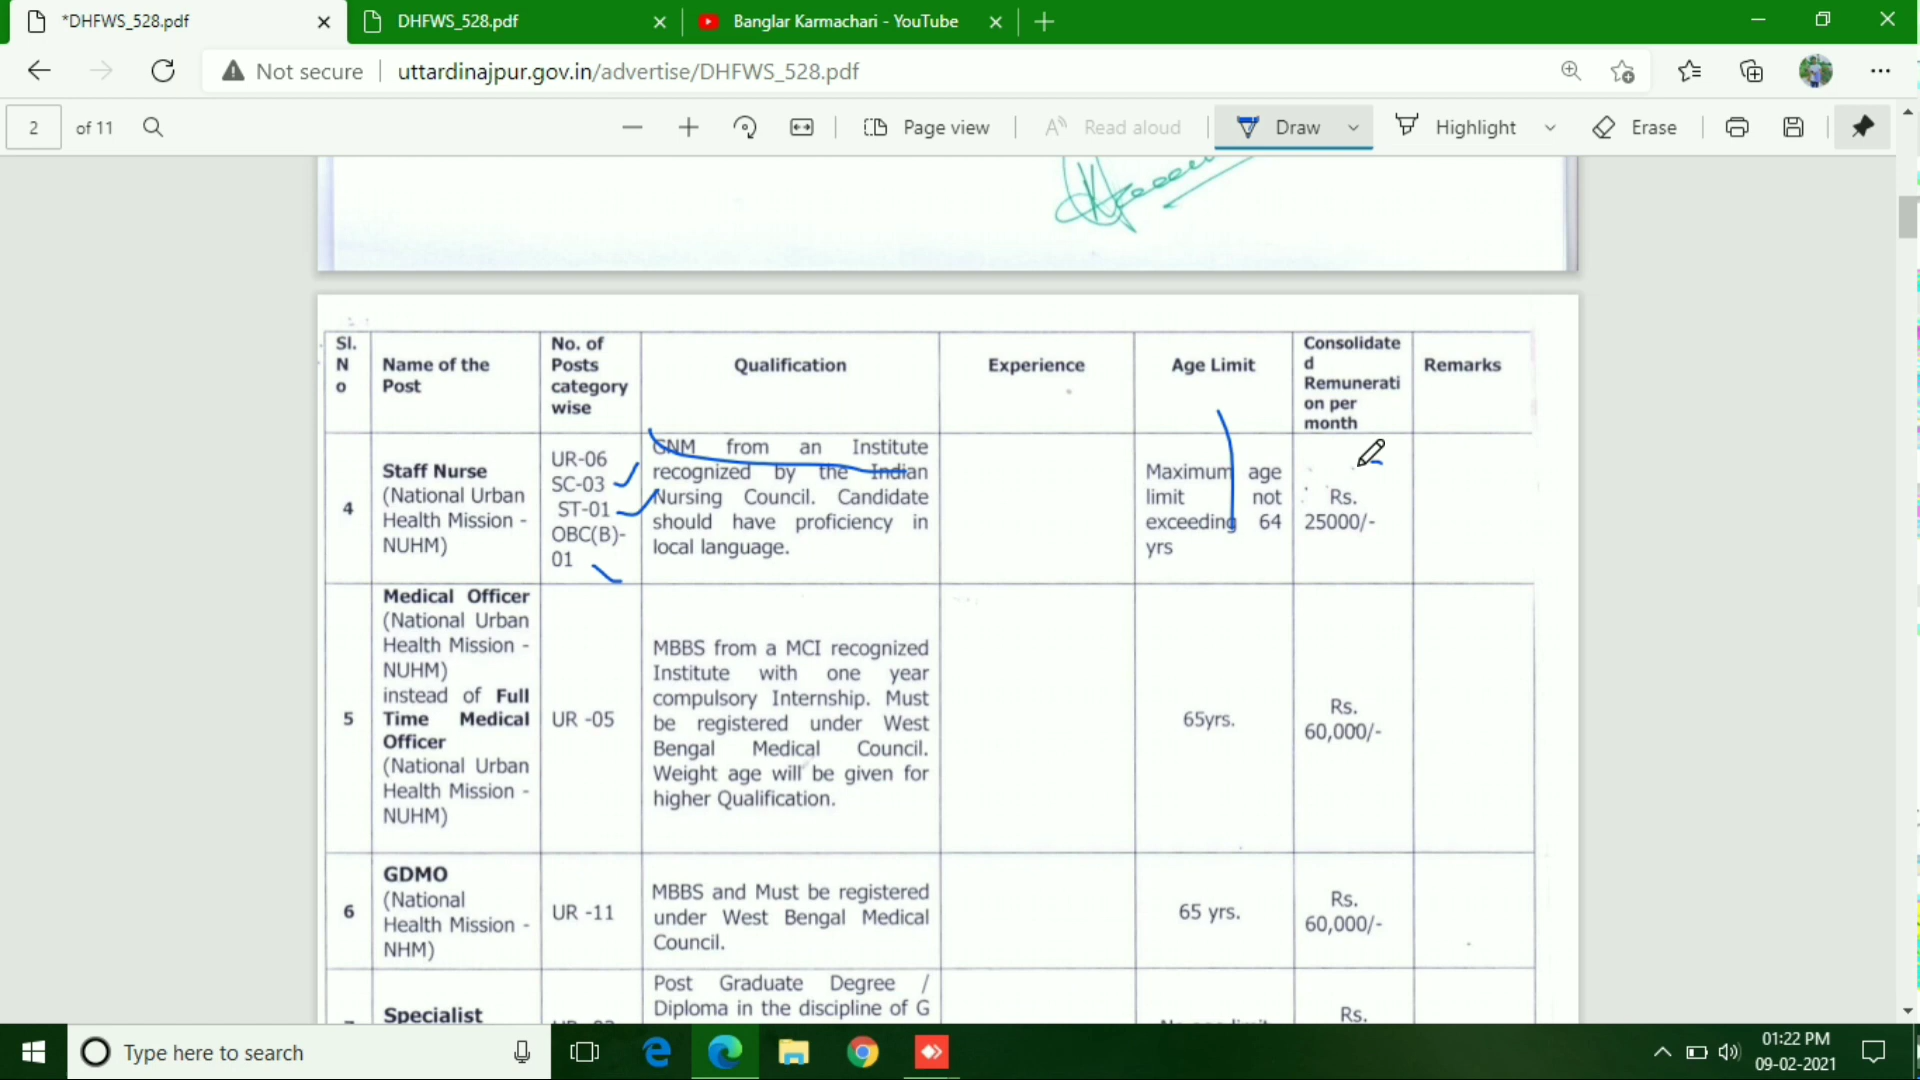 *DHFWS_528.pdf
DHFWS_528.pdf
Banglar Karmachari - YouTube
Not secure
uttardinajpur.gov.in/advertise/DHFWS_528.pdf
2 of 11
Page view
Read aloud
Draw
Highlight
Erase
Sl.
N
o
Name of the
Post
No. of
Posts
category
wise
Qualification
Experience
Age Limit
Consolidate
d
Remunerati
on per
month
Remarks
4
Staff Nurse
(National Urban
Health Mission -
NUHM)
UR-06
SC-03
ST-01
OBC(B)-
01
GNM from an Institute
recognized by the Indian
Nursing Council. Candidate
should have proficiency in
local language.
Maximum age
limit not
exceeding 64
yrs
Rs.
25000/-
5
Medical Officer
(National Urban
Health Mission -
NUHM)
instead of Full
Time Medical
Officer
(National Urban
Health Mission -
NUHM)
UR -05
MBBS from a MCI recognized
Institute with one year
compulsory Internship. Must
be registered under West
Bengal Medical Council.
Weight age will be given for
higher Qualification.
65yrs.
Rs.
60,000/-
6
GDMO
(National
Health Mission -
NHM)
UR -11
MBBS and Must be registered
under West Bengal Medical
Council.
65 yrs.
Rs.
60,000/-
Specialist
Post Graduate Degree /
Diploma in the discipline of G
Rs.
Type here to search
01:22 PM
09-02-2021